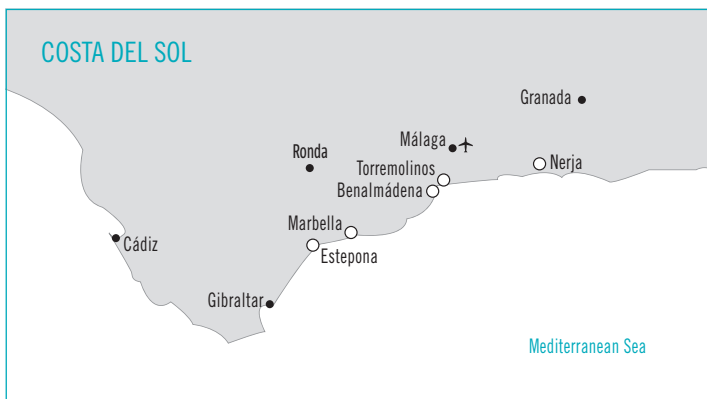 COSTA DEL SOL
Granada
Málaga
Ronda
Torremolinos
Nerja
Benalmádena
Marbella
Cádiz
Estepona
Gibraltar
Mediterranean Sea